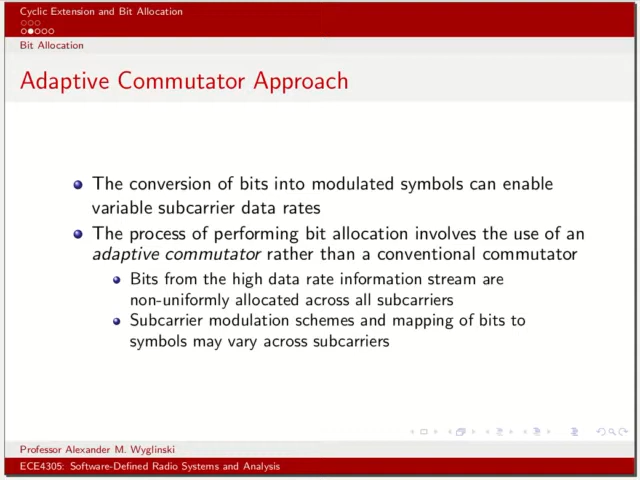 Cyclic Extension and Bit Allocation
Bit Allocation
Adaptive Commutator Approach
The conversion of bits into modulated symbols can enable
variable subcarrier data rates
The process of performing bit allocation involves the use of an
adaptive commutator rather than a conventional commutator
Bits from the high data rate information stream are
non-uniformly allocated across all subcarriers
Subcarrier modulation schemes and mapping of bits to
symbols may vary across subcarriers
Professor Alexander M. Wyglinski
ECE4305: Software-Defined Radio Systems and Analysis